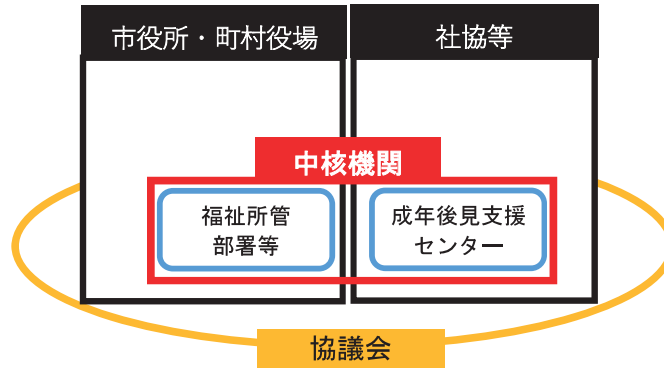 市役所・町村役場
社協等
中核機関
福祉所管
部署等
成年後見支援
センター
協議会